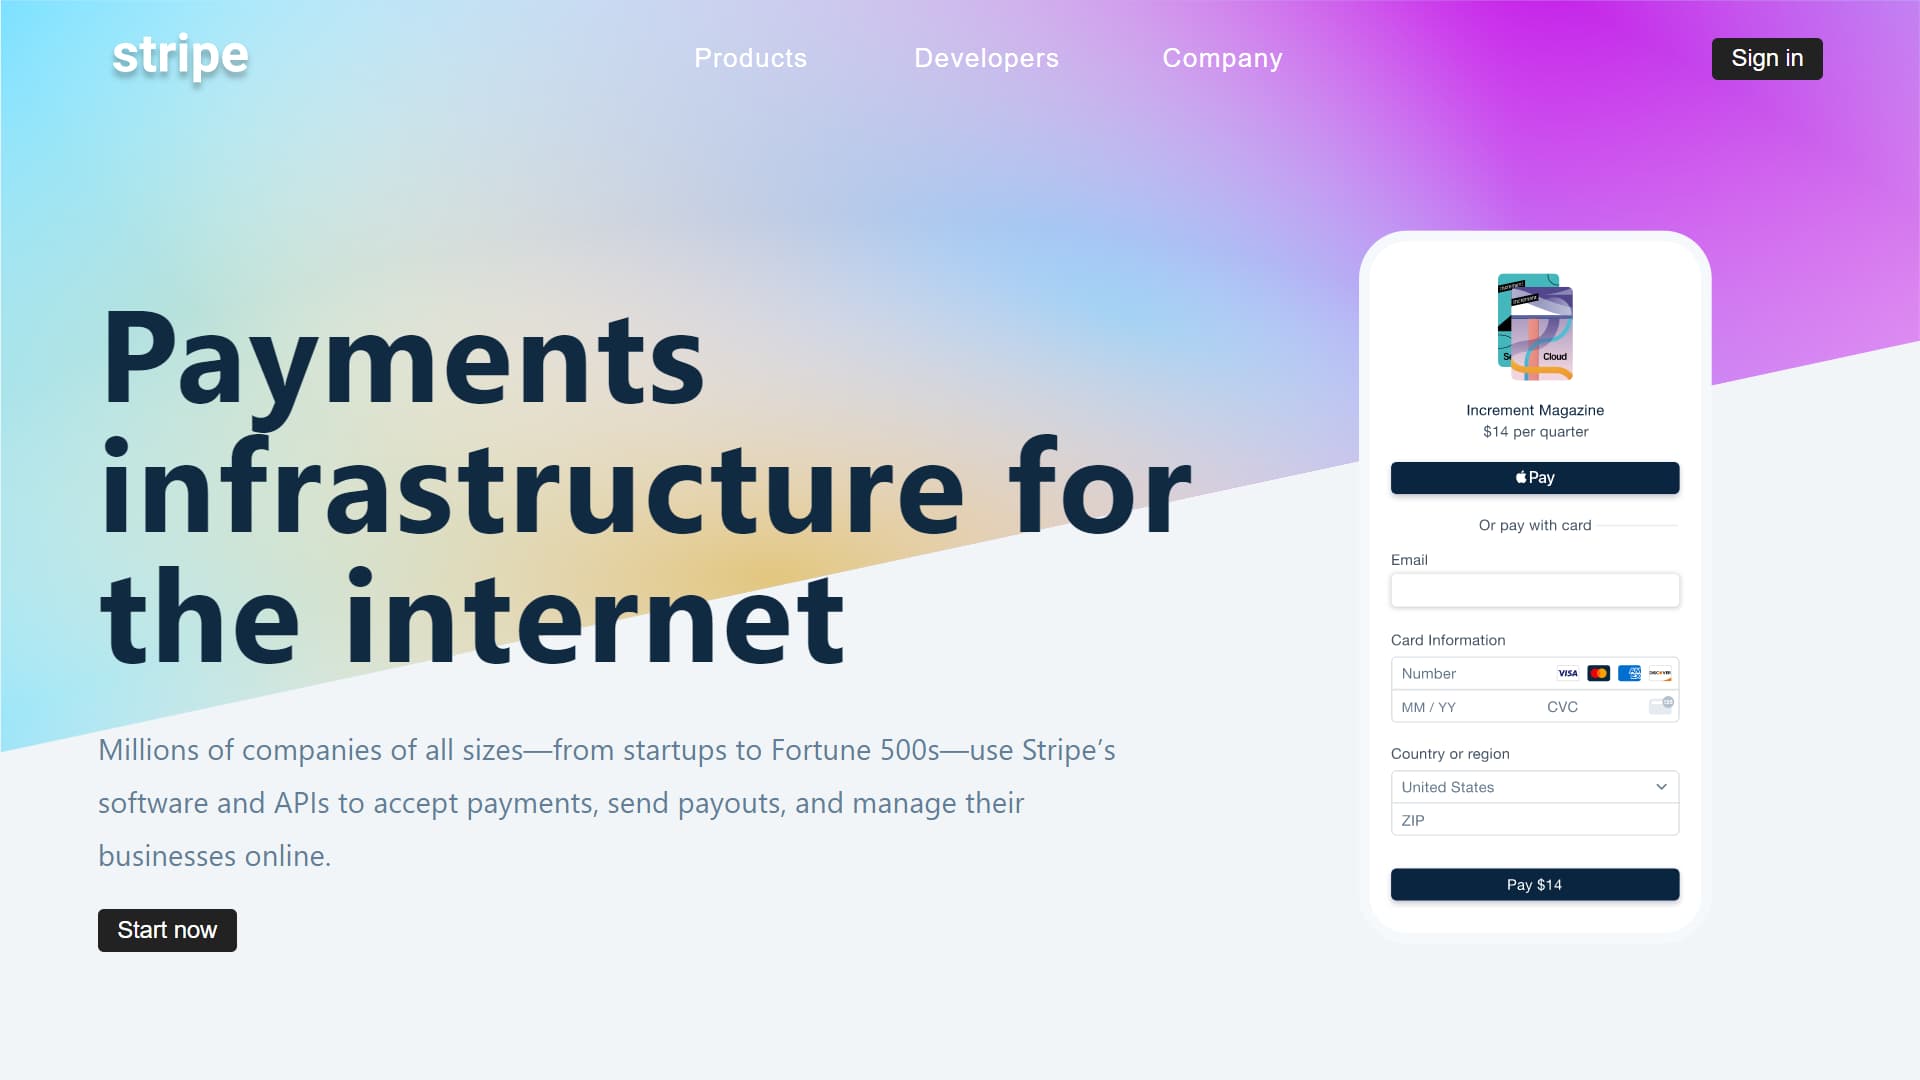 stripe
Products
Developers
Company
Sign in
Payments
infrastructure for
the internet
Millions of companies of all sizes—from startups to Fortune 500s—use Stripe’s
software and APIs to accept payments, send payouts, and manage their
businesses online.
Start now
Increment
Increment
Cloud
Increment Magazine
$14 per quarter
Pay
Or pay with card
Email
Card Information
Number
VISA
DISCOVER
MM / YY
CVC
Country or region
United States
ZIP
Pay $14